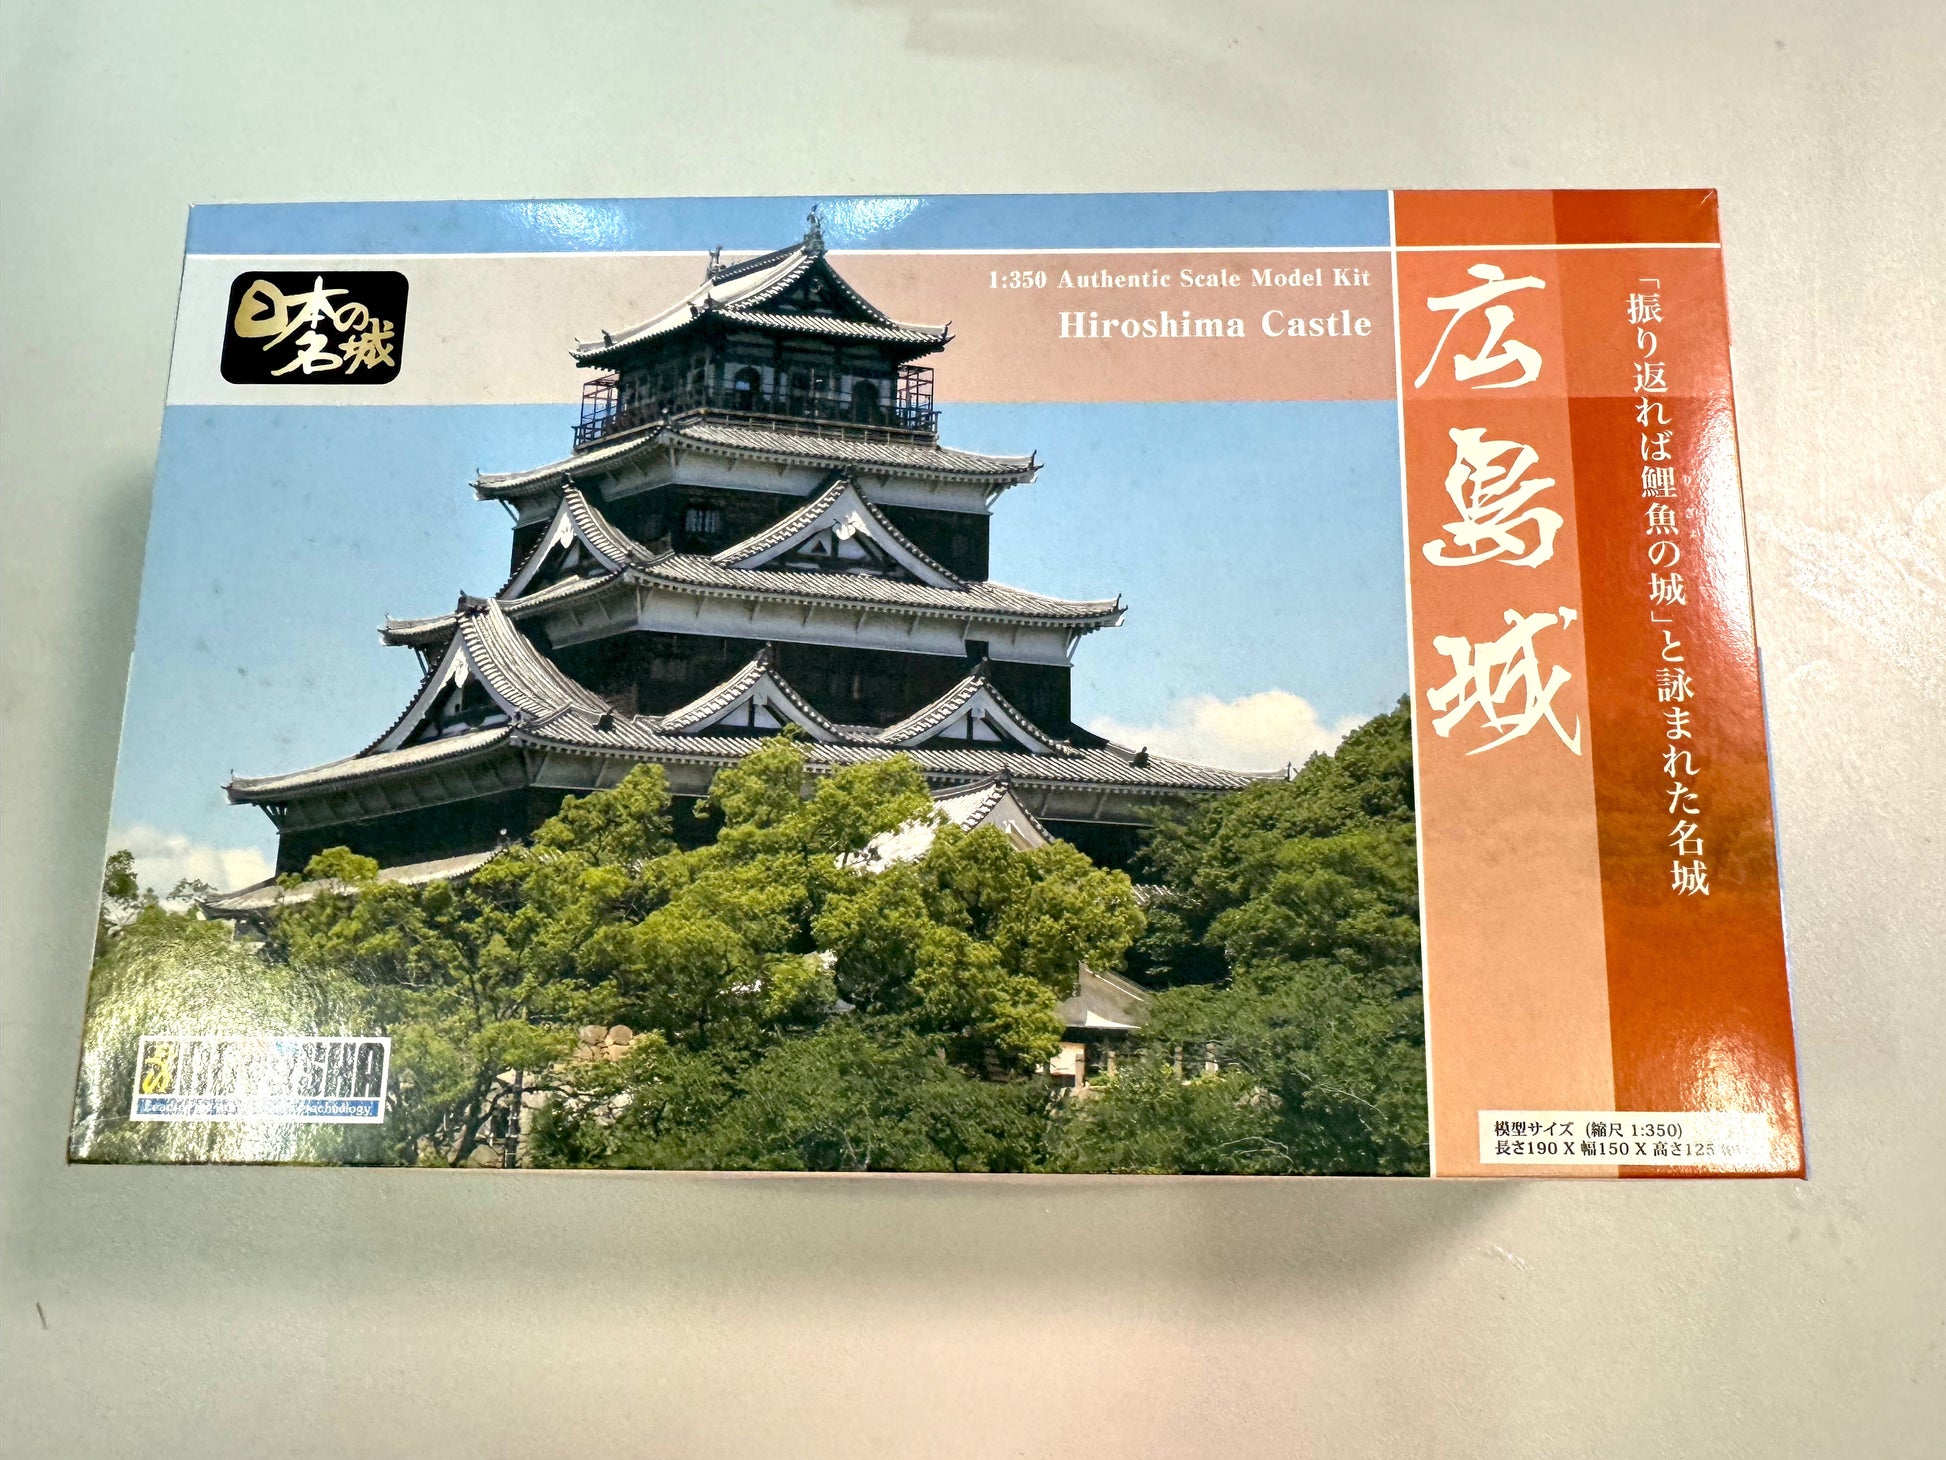 日本の
名城
1:350 Authentic Scale Model Kit
Hiroshima Castle
広島城
「振り返れば鯉魚の城」と詠まれた名城
模型サイズ (縮尺 1:350)
長さ190 X 幅150 X 高さ125